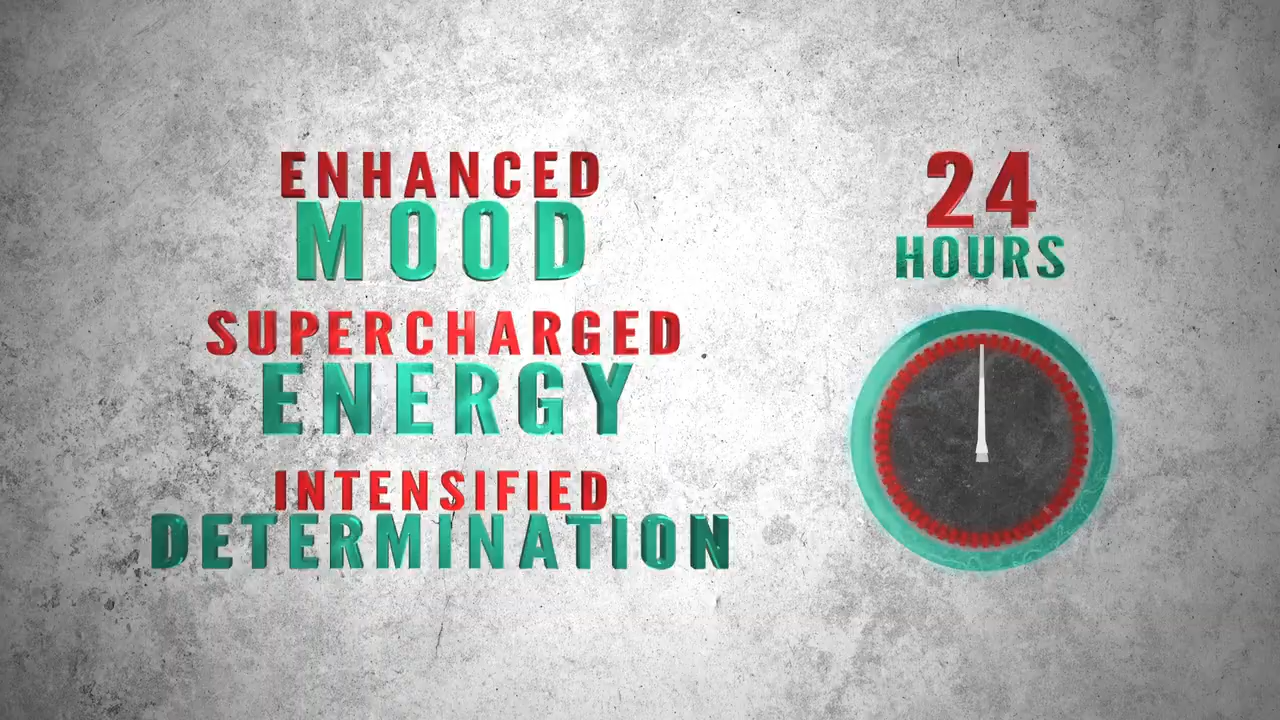 ENHANCED
MOOD
SUPERCHARGED
ENERGY
INTENSIFIED
DETERMINATION
24
HOURS